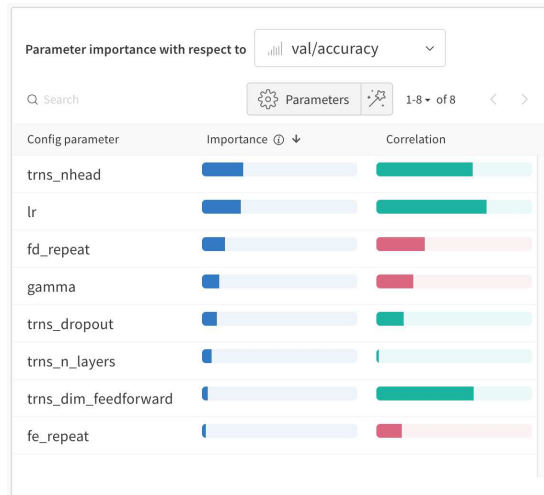 Parameter importance with respect to val/accuracy
Search Parameters 1-8 of 8
Config parameter Importance Correlation
trns_nhead
lr
fd_repeat
gamma
trns_dropout
trns_n_layers
trns_dim_feedforward
fe_repeat